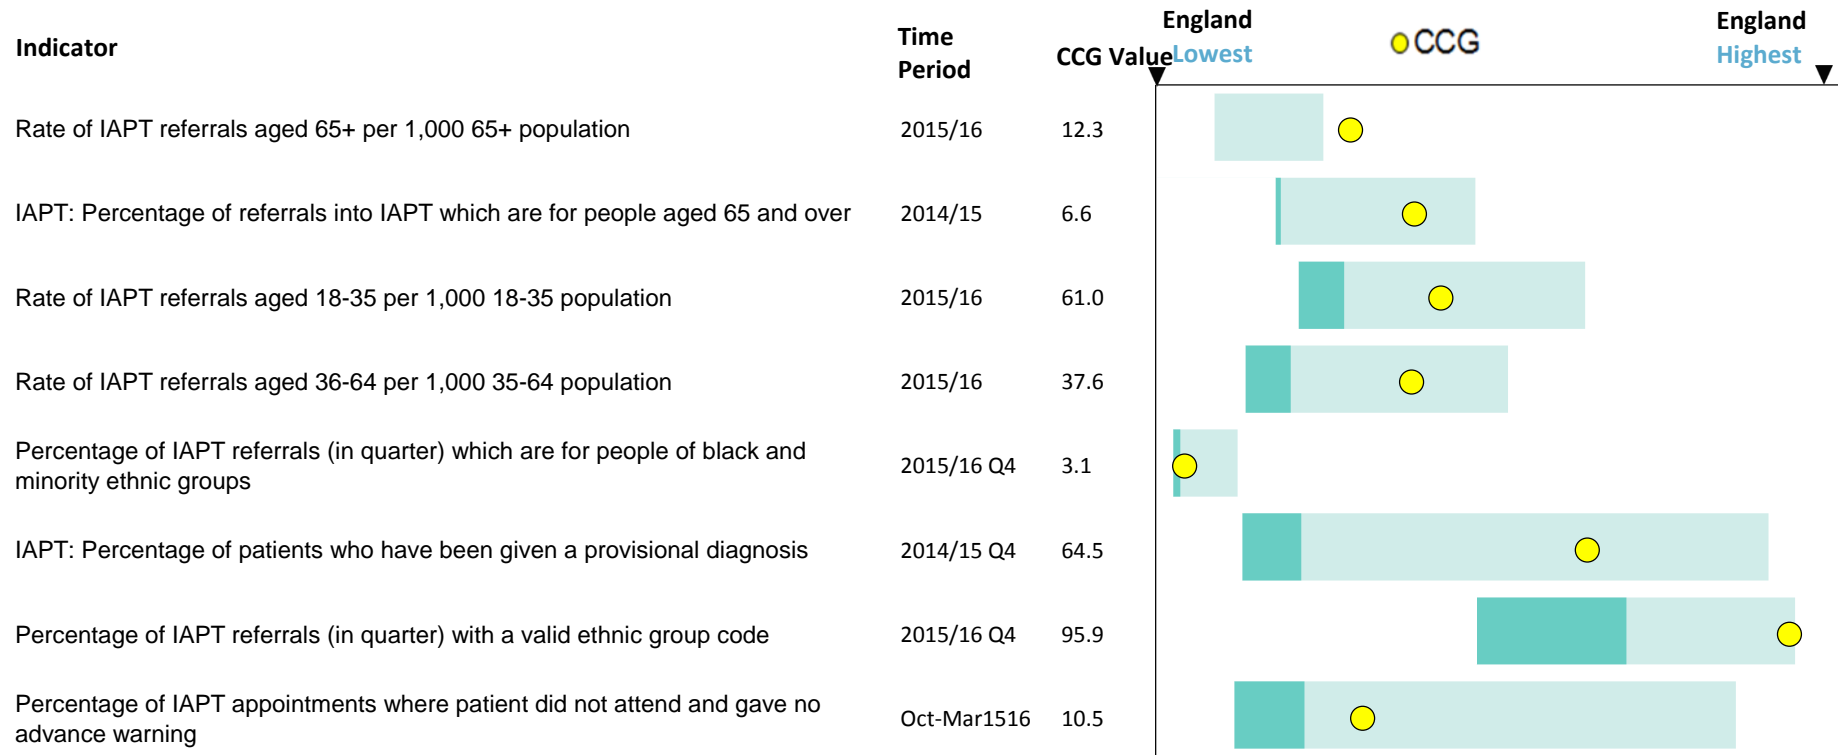 Indicator
Time
Period
CCG Value
England
Lowest
CCG
England
Highest
Rate of IAPT referrals aged 65+ per 1,000 65+ population 2015/16 12.3
IAPT: Percentage of referrals into IAPT which are for people aged 65 and over 2014/15 6.6
Rate of IAPT referrals aged 18-35 per 1,000 18-35 population 2015/16 61.0
Rate of IAPT referrals aged 36-64 per 1,000 35-64 population 2015/16 37.6
Percentage of IAPT referrals (in quarter) which are for people of black and
minority ethnic groups
2015/16 Q4 3.1
IAPT: Percentage of patients who have been given a provisional diagnosis 2014/15 Q4 64.5
Percentage of IAPT referrals (in quarter) with a valid ethnic group code 2015/16 Q4 95.9
Percentage of IAPT appointments where patient did not attend and gave no
advance warning
Oct-Mar1516 10.5